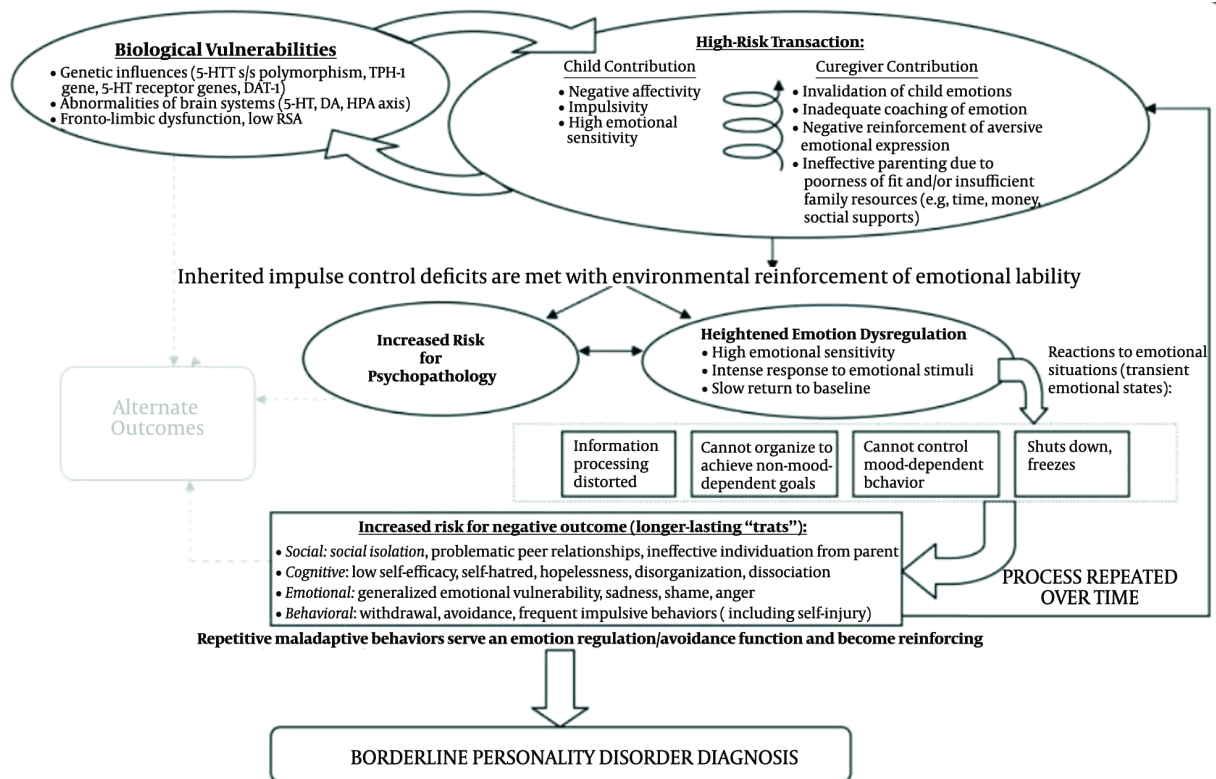 Biological Vulnerabilities
• Genetic influences (5-HTT s/s polymorphism, TPH-1
gene, 5-HT receptor genes, DAT-1)
• Abnormalities of brain systems (5-HT, DA, HPA axis)
• Fronto-limbic dysfunction, low RSA
High-Risk Transaction:
Child Contribution
• Negative affectivity
• Impulsivity
• High emotional
sensitivity
Curegiver Contribution
• Invalidation of child emotions
• Inadequate coaching of emotion
• Negative reinforcement of aversive
emotional expression
• Ineffective parenting due to
poorness of fit and/or insufficient
family resources (e.g, time, money,
soctial supports)
Inherited impulse control deficits are met with environmental reinforcement of emotional lability
Increased Risk
for
Psychopathology
Heightened Emotion Dysregulation
• High emotional sensitivity
• Intense response to emotional stimuli
• Slow return to baseline
Reactions to emotional
situations (transient
emotional states):
Alternate
Outcomes
Information
processing
distorted
Cannot organize to
achieve non-mood-
dependent goals
Cannot control
mood-dependent
bchavior
Shuts down,
freezes
Increased risk for negative outcome (longer-lasting “trats”):
• Social: social isolation, problematic peer relationships, ineffective individuation from parent
• Cognitive: low self-efficacy, self-hatred, hopelessness, disorganization, dissociation
• Emotional: generalized emotional vulnerability, sadness, shame, anger
• Behavioral: withdrawal, avoidance, frequent impulsive behaviors ( including self-injury)
PROCESS REPEATED
OVER TIME
Repetitive maladaptive behaviors serve an emotion regulation/avoidance function and become reinforcing
BORDERLINE PERSONALITY DISORDER DIAGNOSIS